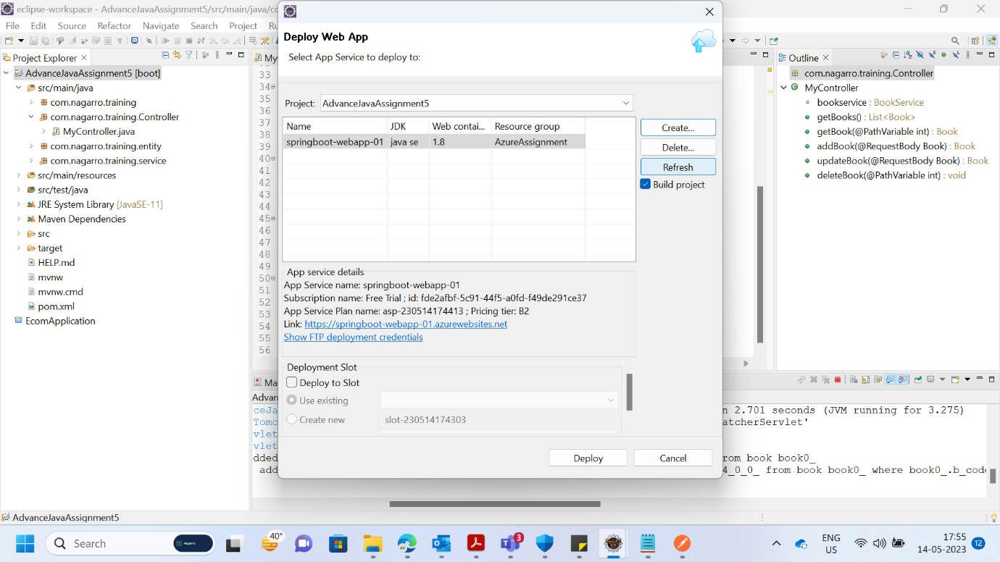 eclipse-workspace - AdvanceJavaAssignment5/src/main/java/co
File Edit Source Refactor Navigate Search Project Ru
Project Explorer
AdvanceJavaAssignment5 [boot]
src/main/java
com.nagarro.training
com.nagarro.training.Controller
MyController.java
com.nagarro.training.entity
com.nagarro.training.service
src/main/resources
src/test/java
JRE System Library [JavaSE-11]
Maven Dependencies
src
target
HELP.md
mvnw
mvnw.cmd
pom.xml
EcomApplication
My
33
34
35
36
37
38
39
40
41
42
43
44
45
46
47
48
49
50
51
52
53
54
55
56
Deploy Web App
Select App Service to deploy to:
Project: AdvanceJavaAssignment5
Name JDK Web contai... Resource group
springboot-webapp-01 java se 1.8 AzureAssignment
Create...
Delete...
Refresh
Build project
App service details
App Service name: springboot-webapp-01
Subscription name: Free Trial ; id: fde2afbf-5c91-44f5-a0fd-f49de291ce37
App Service Plan name: asp-230514174413 ; Pricing tier: B2
Link: https://springboot-webapp-01.azurewebsites.net
Show FTP deployment credentials
Deployment Slot
Deploy to Slot
Use existing
Create new slot-230514174303
Deploy Cancel
Outline
com.nagarro.training.Controller
MyController
bookservice : BookService
getBooks() : List<Book>
getBook(@PathVariable int) : Book
addBook(@RequestBody Book) : Book
updateBook(@RequestBody Book) : Book
deleteBook(@PathVariable int) : void
Ma
Advan
ceJa n 2.701 seconds (JVM running for 3.275)
Tomc atcherServlet'
vlet
vlet
dded rom book book0_
add 4_0_0_ from book book0_ where book0_.b_code
AdvanceJavaAssignment5
Search
nagarro
40°
3
ENG
US
17:55
14-05-2023
12